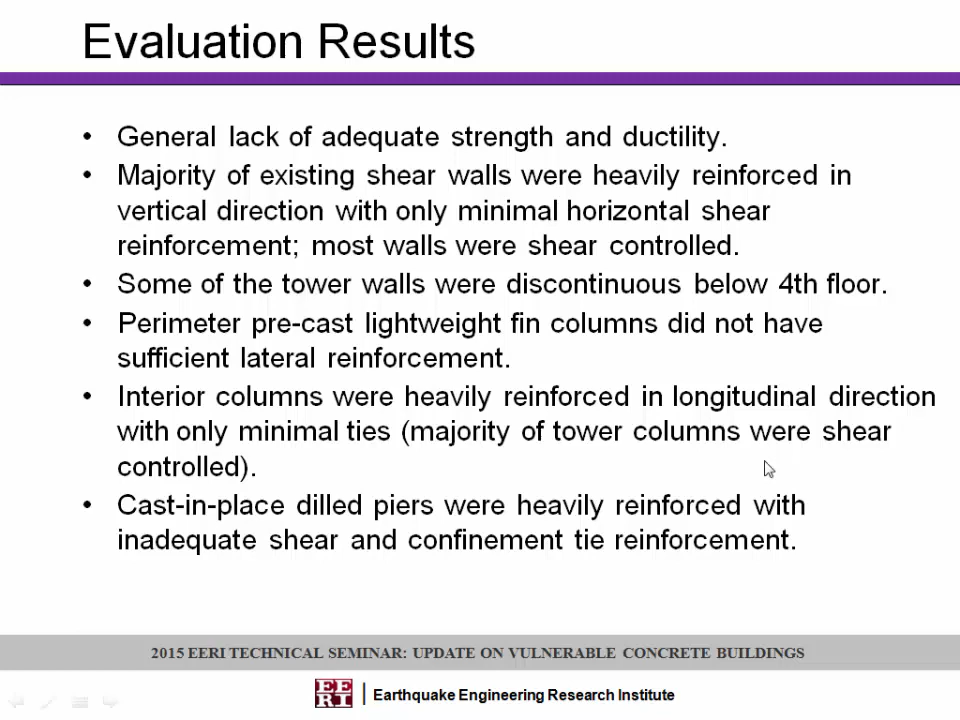 Evaluation Results
• General lack of adequate strength and ductility.
• Majority of existing shear walls were heavily reinforced in
vertical direction with only minimal horizontal shear
reinforcement; most walls were shear controlled.
• Some of the tower walls were discontinuous below 4th floor.
• Perimeter pre-cast lightweight fin columns did not have
sufficient lateral reinforcement.
• Interior columns were heavily reinforced in longitudinal direction
with only minimal ties (majority of tower columns were shear
controlled).
• Cast-in-place dilled piers were heavily reinforced with
inadequate shear and confinement tie reinforcement.
2015 EERI TECHNICAL SEMINAR: UPDATE ON VULNERABLE CONCRETE BUILDINGS
EERI | Earthquake Engineering Research Institute